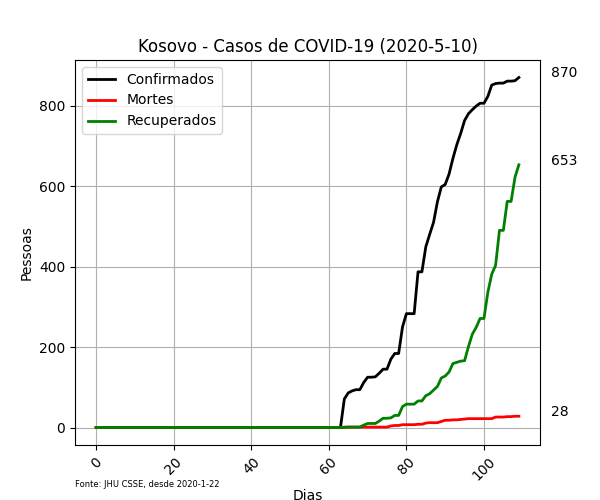 Kosovo - Casos de COVID-19 (2020-5-10)
Confirmados
Mortes
Recuperados
870
653
28
Pessoas
800
600
400
200
0
0
20
40
60
80
100
Fonte: JHU CSSE, desde 2020-1-22
Dias